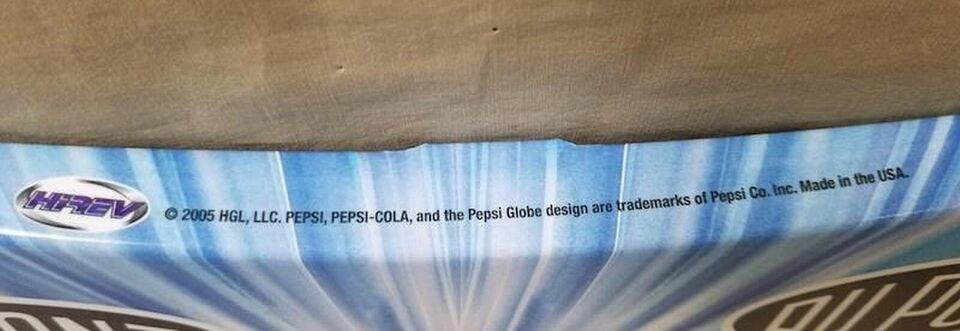 HiREV
© 2005 HGL, LLC. PEPSI, PEPSI-COLA, and the Pepsi Globe design are trademarks of Pepsi Co. Inc. Made in the USA.